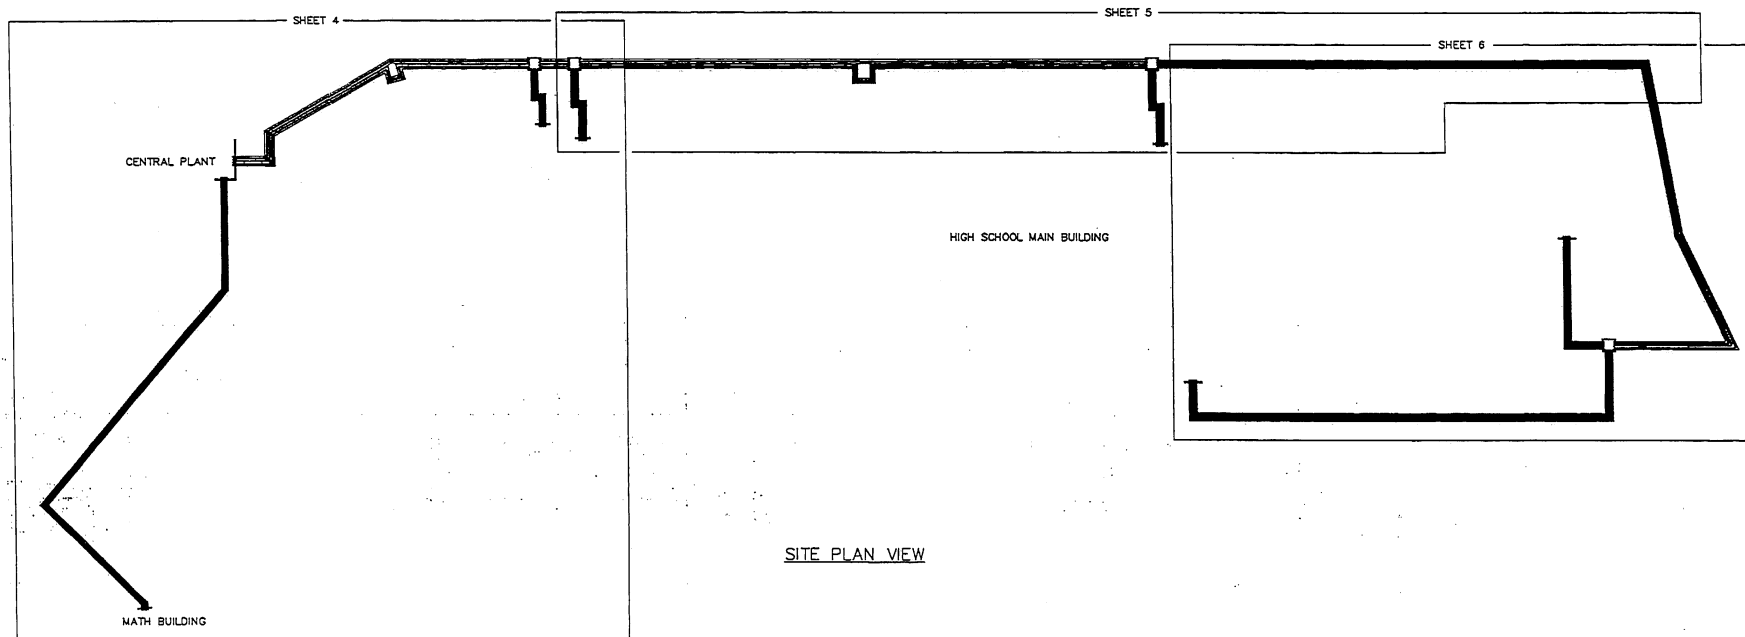 SHEET 4
SHEET 5
SHEET 6
CENTRAL PLANT
HIGH SCHOOL MAIN BUILDING
SITE PLAN VIEW
MATH BUILDING